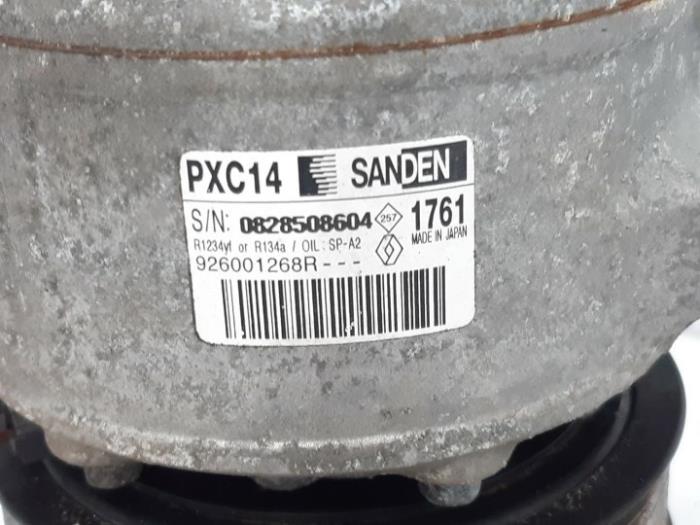 PXC14 SANDEN
S/N: 0828508604 257 1761
R1234yf or R134a / OIL: SP-A2 MADE IN JAPAN
926001268R---